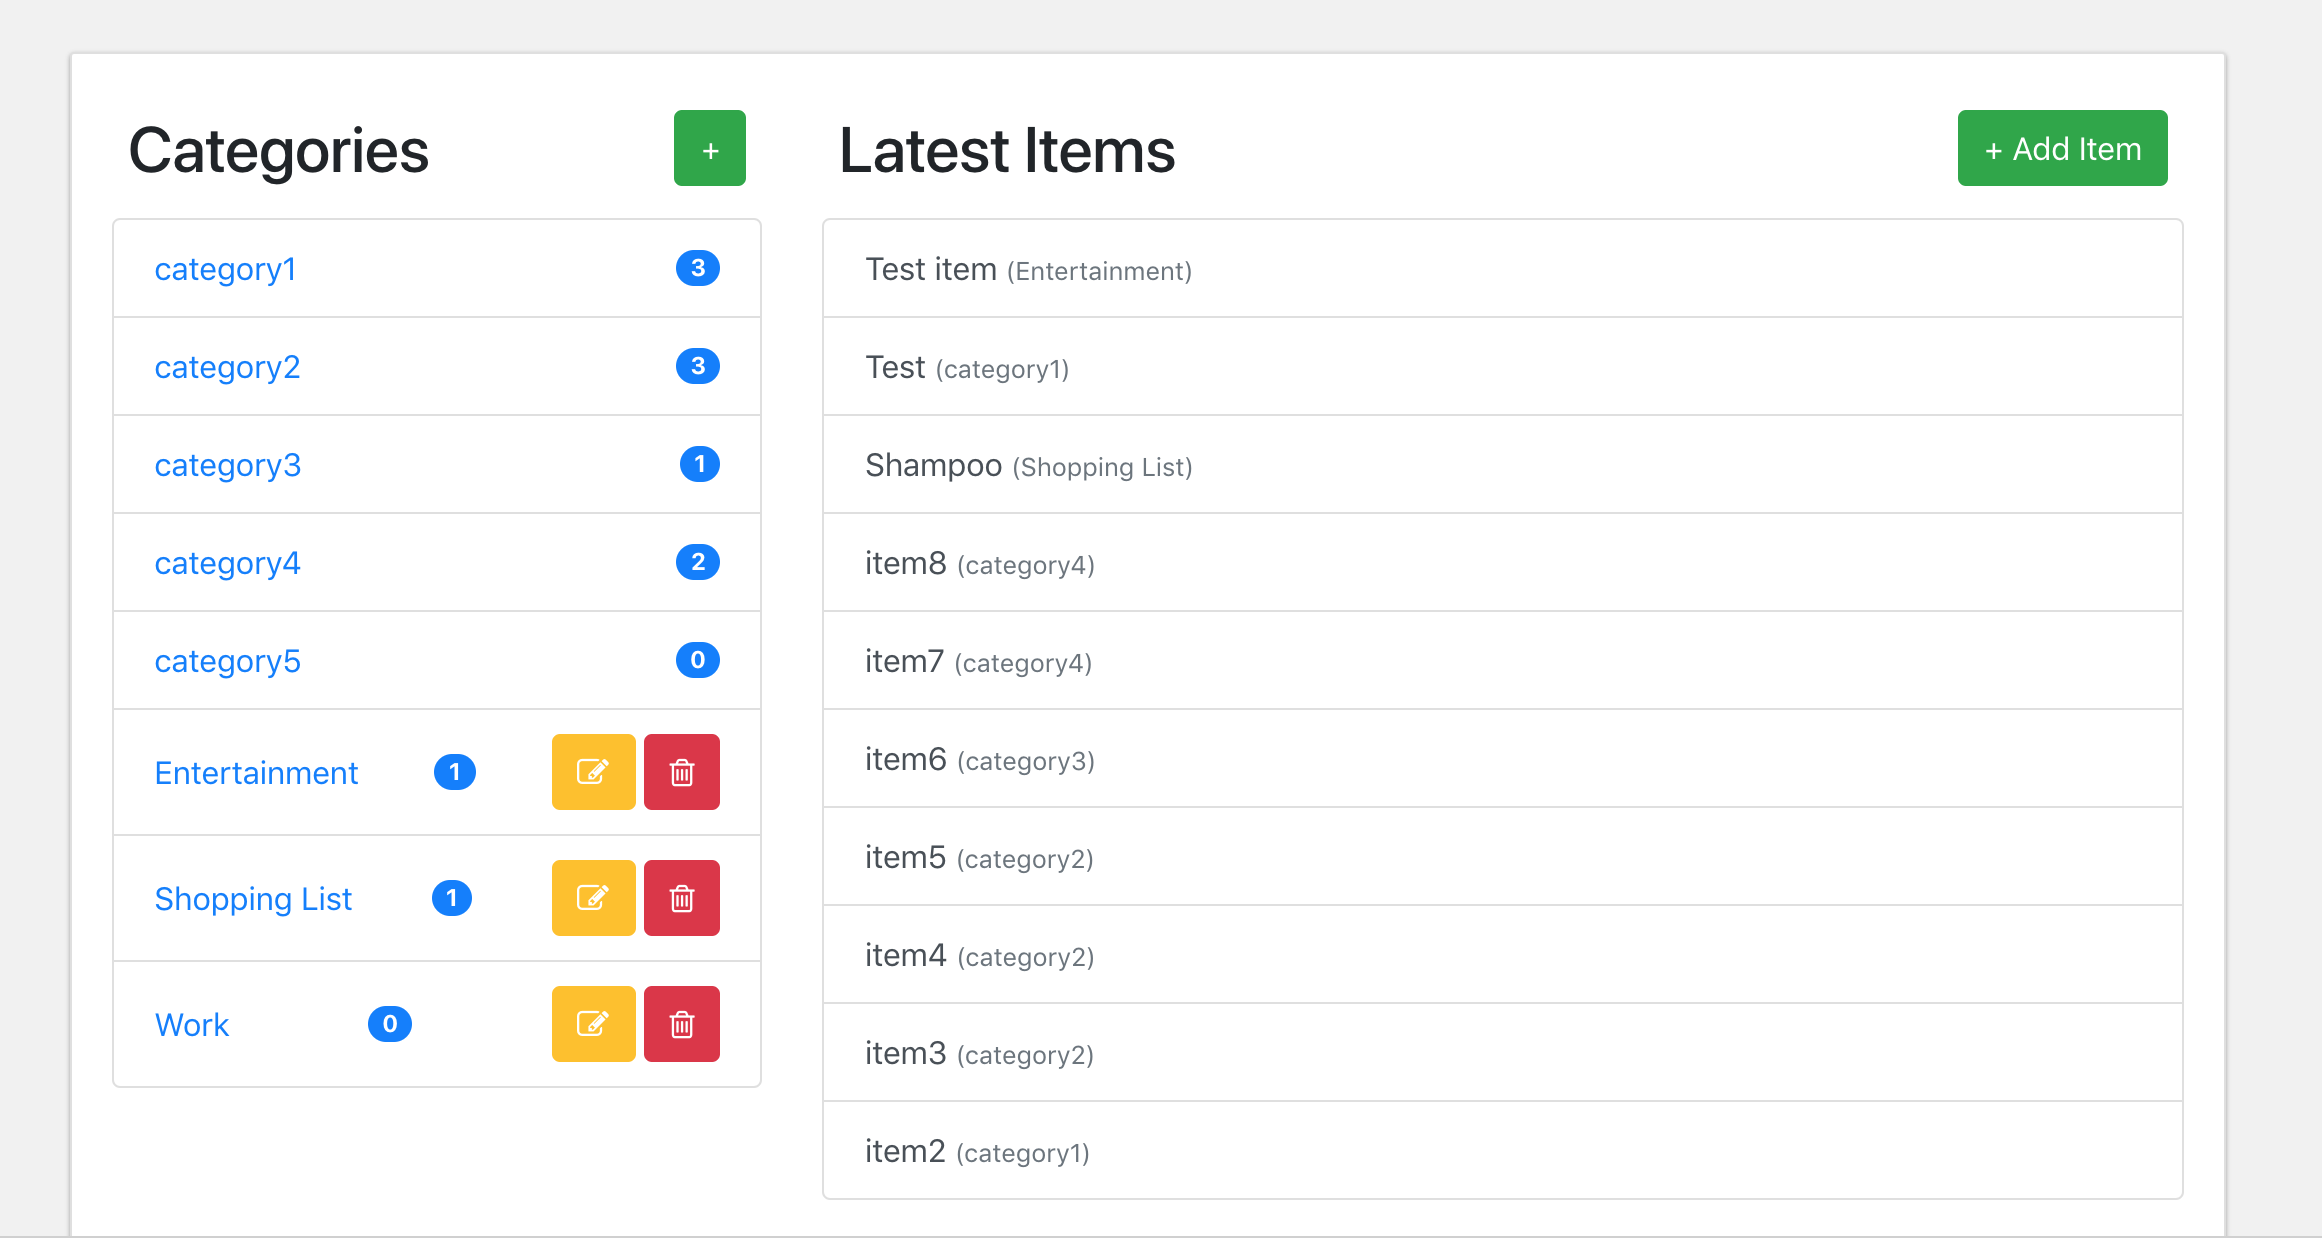 Categories
+
category1 3
category2 3
category3 1
category4 2
category5 0
Entertainment 1
Shopping List 1
Work 0
Latest Items
+ Add Item
Test item (Entertainment)
Test (category1)
Shampoo (Shopping List)
item8 (category4)
item7 (category4)
item6 (category3)
item5 (category2)
item4 (category2)
item3 (category2)
item2 (category1)